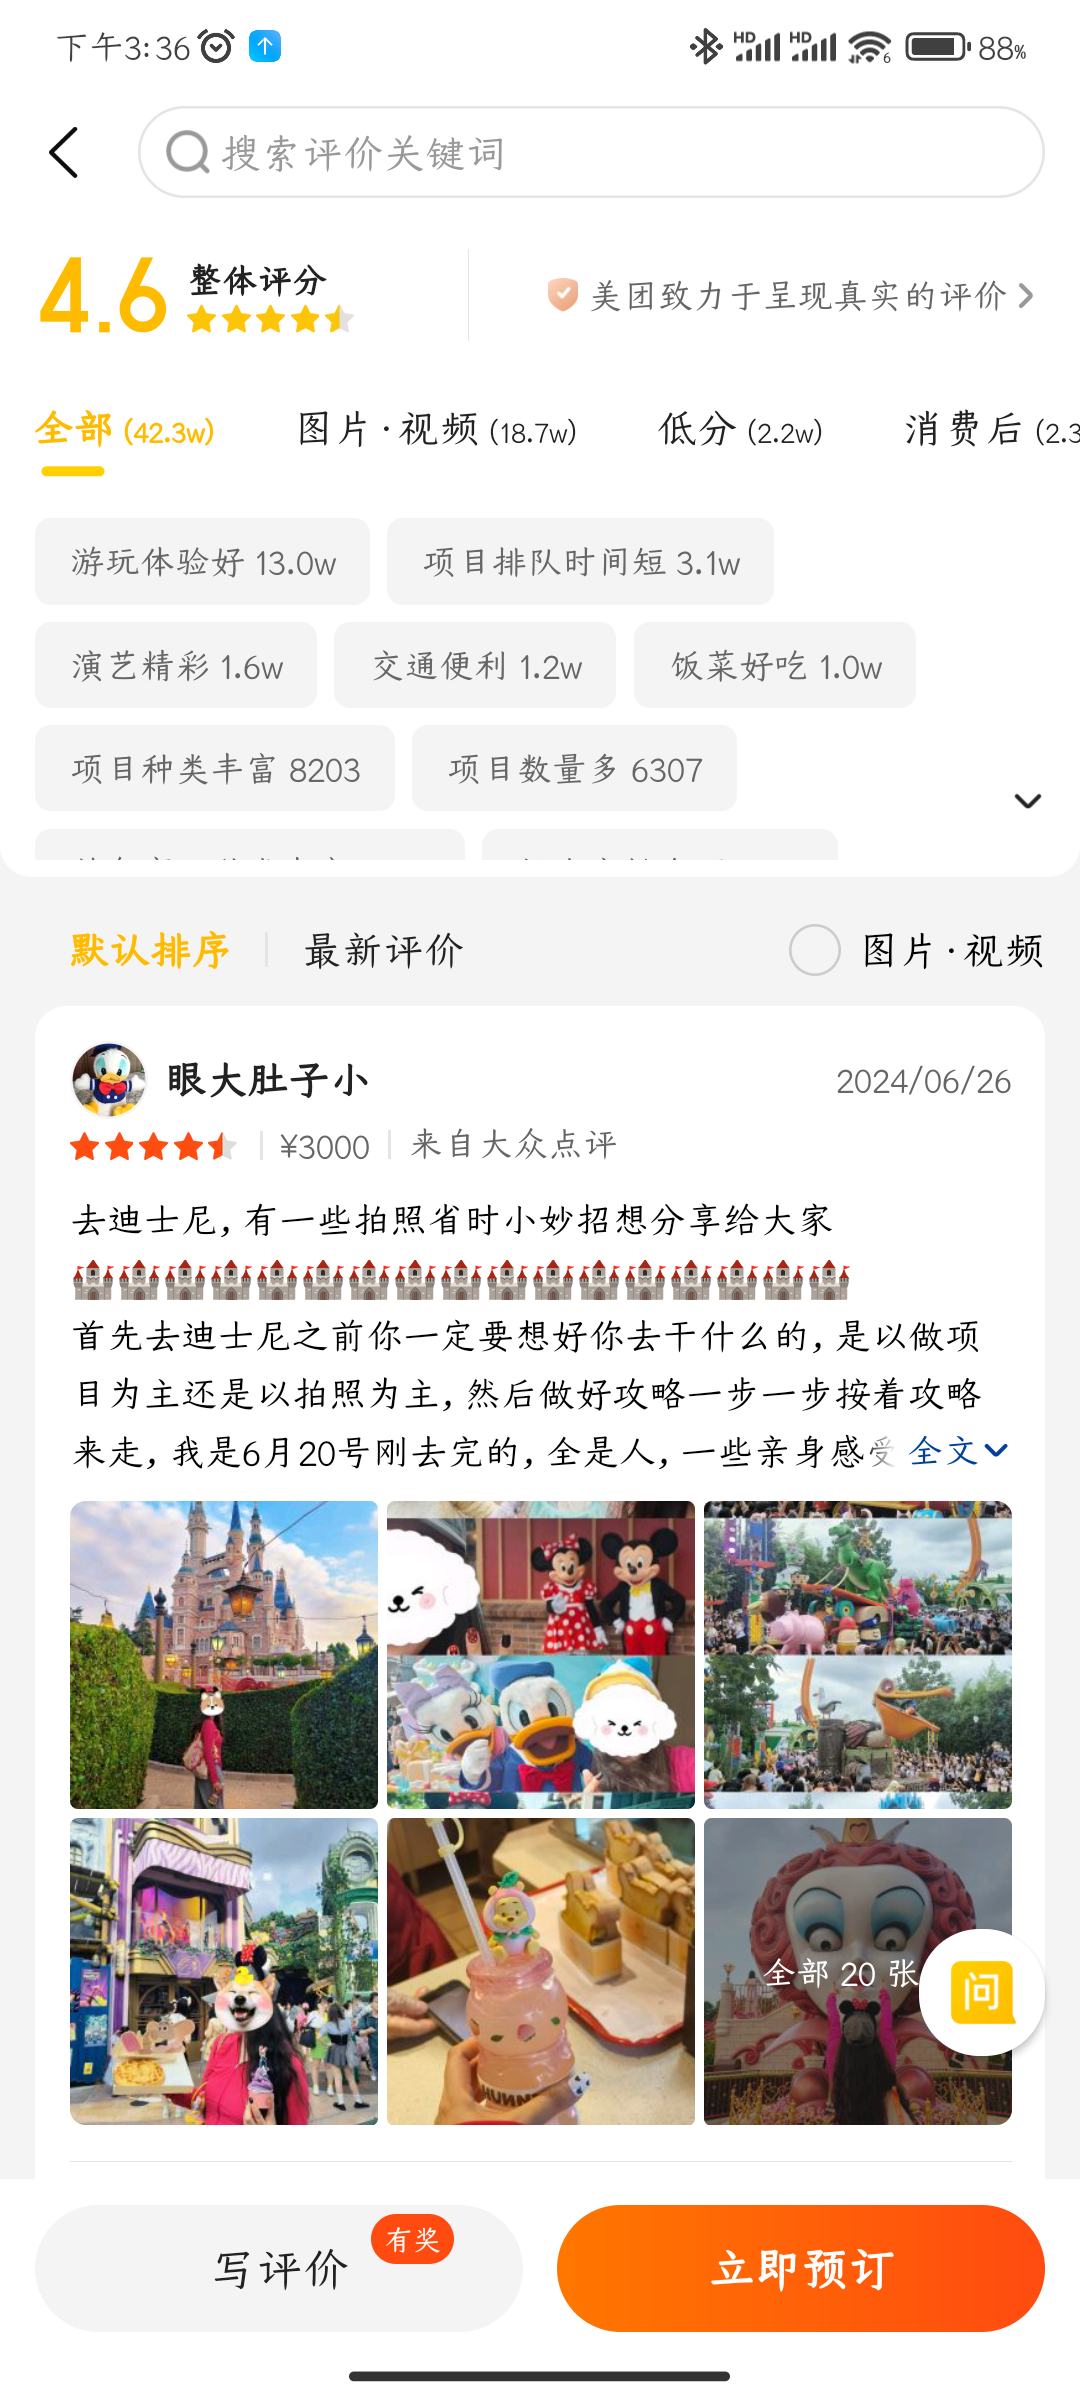 下午3:36
HD HD 6 88%
搜索评价关键词
4.6 整体评分
美团致力于呈现真实的评价
全部 (42.3w) 图片·视频 (18.7w) 低分 (2.2w) 消费后 (2.3
游玩体验好 13.0w 项目排队时间短 3.1w
演艺精彩 1.6w 交通便利 1.2w 饭菜好吃 1.0w
项目种类丰富 8203 项目数量多 6307
默认排序 最新评价 图片·视频
眼大肚子小 2024/06/26
¥3000 来自大众点评
去迪士尼, 有一些拍照省时小妙招想分享给大家
首先去迪士尼之前你一定要想好你去干什么的, 是以做项
目为主还是以拍照为主, 然后做好攻略一步一步按着攻略
来走, 我是6月20号刚去完的, 全是人, 一些亲身感受 全文
全部 20 张
问
写评价 有奖 立即预订